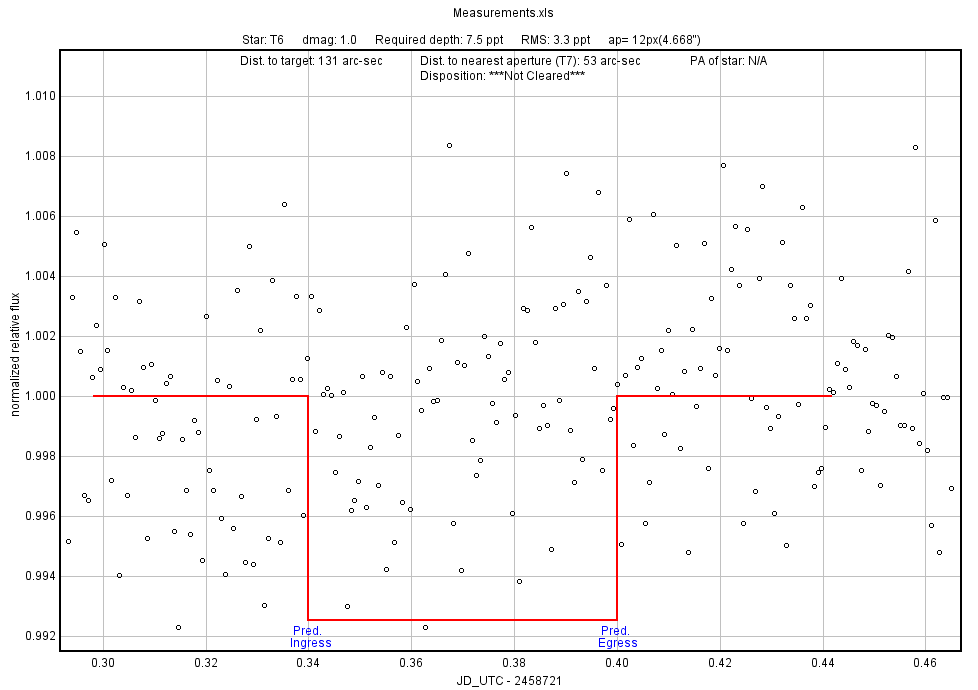 Measurements.xls
Star: T6 dmag: 1.0 Required depth: 7.5 ppt RMS: 3.3 ppt ap= 12px(4.668")
Dist. to target: 131 arc-sec Dist. to nearest aperture (T7): 53 arc-sec PA of star: N/A
Disposition: ***Not Cleared***
normalized relative flux
1.010
1.008
1.006
1.004
1.002
1.000
0.998
0.996
0.994
0.992
Pred. Ingress
Pred. Egress
0.30 0.32 0.34 0.36 0.38 0.40 0.42 0.44 0.46
JD_UTC - 2458721